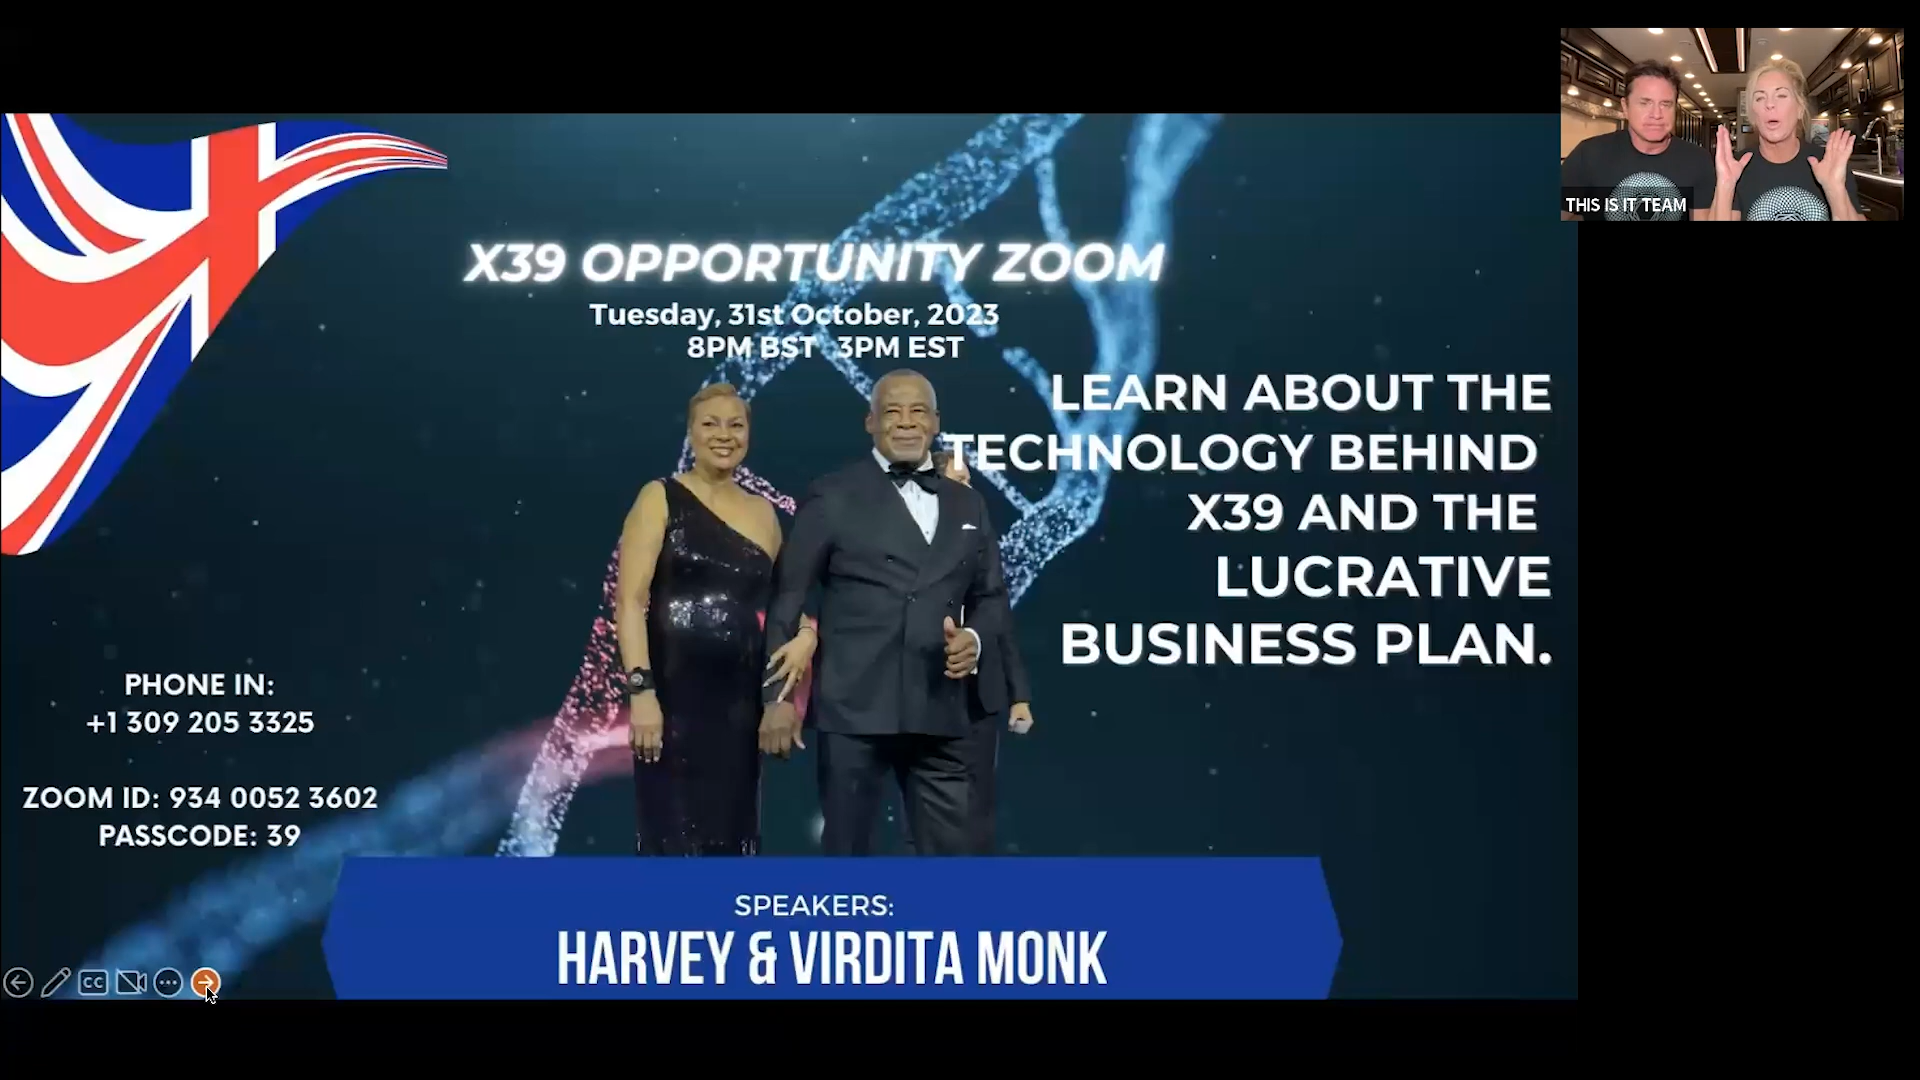 X39 OPPORTUNITY ZOOM
Tuesday, 31st October, 2023
8PM BST 3PM EST
LEARN ABOUT THE
TECHNOLOGY BEHIND
X39 AND THE
LUCRATIVE
BUSINESS PLAN.
PHONE IN:
+1 309 205 3325
ZOOM ID: 934 0052 3602
PASSCODE: 39
SPEAKERS:
HARVEY & VIRDITA MONK
CC
THIS IS IT TEAM